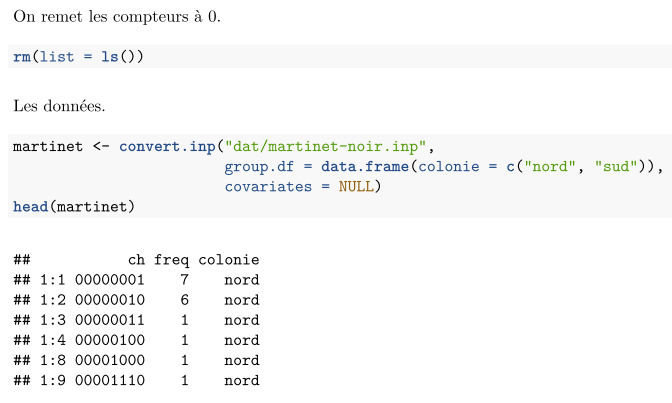 On remet les compteurs à 0.
rm(list = ls())
Les données.
martinet <- convert.inp("dat/martinet-noir.inp",
                        group.df = data.frame(colonie = c("nord", "sud")),
                        covariates = NULL)
head(martinet)
##           ch freq colonie
## 1:1 00000001    7    nord
## 1:2 00000010    6    nord
## 1:3 00000011    1    nord
## 1:4 00000100    1    nord
## 1:8 00001000    1    nord
## 1:9 00001110    1    nord